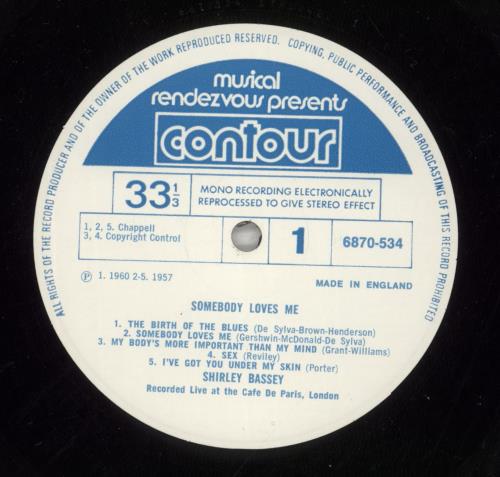 ALL RIGHTS OF THE RECORD PRODUCER AND OF THE OWNER OF THE WORK REPRODUCED RESERVED. COPYING, PUBLIC PERFORMANCE AND BROADCASTING OF THIS RECORD PROHIBITED
musical
rendezvous presents
contour
33 1/3
MONO RECORDING ELECTRONICALLY
REPROCESSED TO GIVE STEREO EFFECT
1, 2, 5. Chappell
3, 4. Copyright Control
1
6870-534
Ⓟ 1. 1960 2-5. 1957
MADE IN ENGLAND
SOMEBODY LOVES ME
1. THE BIRTH OF THE BLUES (De Sylva-Brown-Henderson)
2. SOMEBODY LOVES ME (Gershwin-McDonald-De Sylva)
3. MY BODY'S MORE IMPORTANT THAN MY MIND (Grant-Williams)
4. SEX (Reviley)
5. I'VE GOT YOU UNDER MY SKIN (Porter)
SHIRLEY BASSEY
Recorded Live at the Cafe De Paris, London